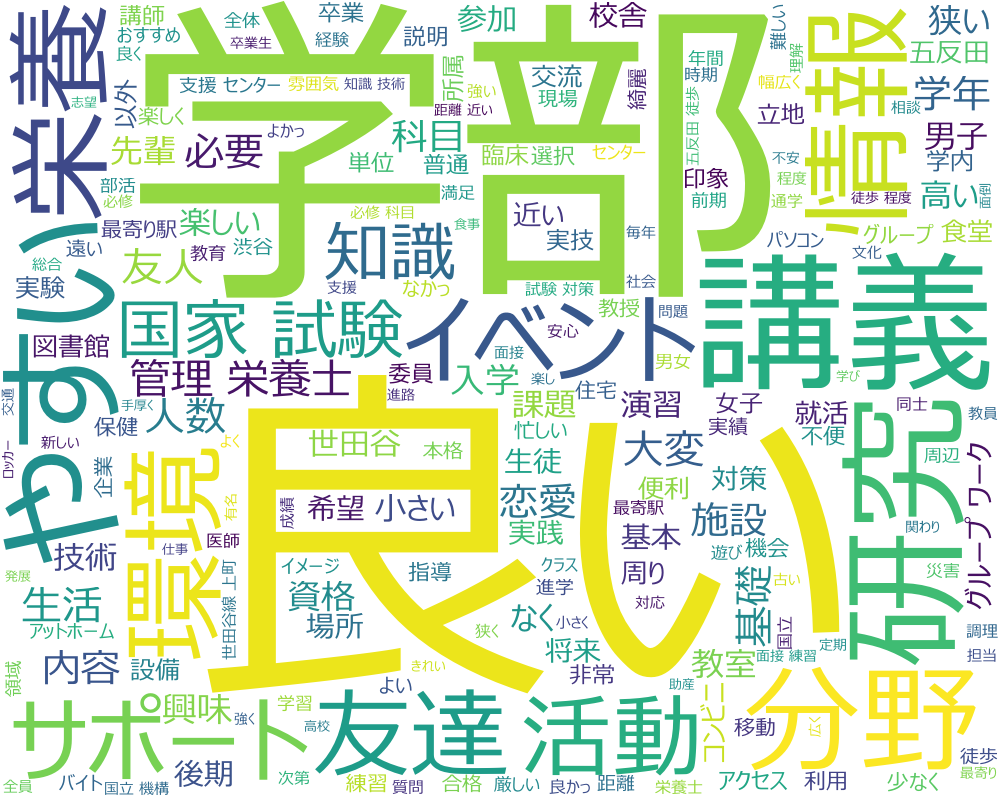 講師
全体
卒業
参加
校舎
狭い
おすすめ
良く
卒業生
経験
説明
年間
時期
難しい
理解
五反田
栄養
志望
以外
支援 センター
雰囲気
知識 技術
所属
強い
距離 近い
交流
現場
綺麗
幅広く
情報
相談
学年
学部
楽しく
先輩
必要
よかっ
科目
単位
普通
臨床
選択
センター
五反田 徒歩
立地
不安
男子
学内
部活
必修
満足
印象
程度
徒歩 程度
面倒
高い
最寄り駅
楽しい
必修 科目
食事
近い
前期
通学
遠い
教育
渋谷
実技
毎年
パソコン
グループ
食堂
総合
友人
知識
文化
実験
支援
なかっ
試験 対策
社会
教授
国家 試験
イベント
問題
講義
図書館
安心
男女
面接
楽し
学び
やすい
管理 栄養士
委員
進路
入学
住宅
交通
手厚く
人数
保健
課題
演習
女子
実績
就活
同士
教員
ロッカー
新しい
よく
世田谷
本格
忙しい
生徒
大変
不便
企業
有名
環境
成績
希望
小さい
恋愛
便利
対策
周辺
研究
技術
仕事
医師
良い
実践
最寄駅
基本
施設
遊び
機会
関わり
グループ ワーク
発展
イメージ
指導
クラス
進学
周り
古い
災害
生活
世田谷線 上町
資格
場所
なく
小さく
対応
基礎
国立
アットホーム
狭く
将来
定期
調理
内容
設備
きれい
非常
教室
面接 練習
担当
領域
よい
助産
サポート
興味
強く
学習
高校
友達
活動
コンビニ
移動
分野
広く
徒歩
全員
バイト
国立 機構
後期
次第
練習
質問
合格
厳しい
良かっ
距離
栄養士
アクセス
利用
少なく
最寄り